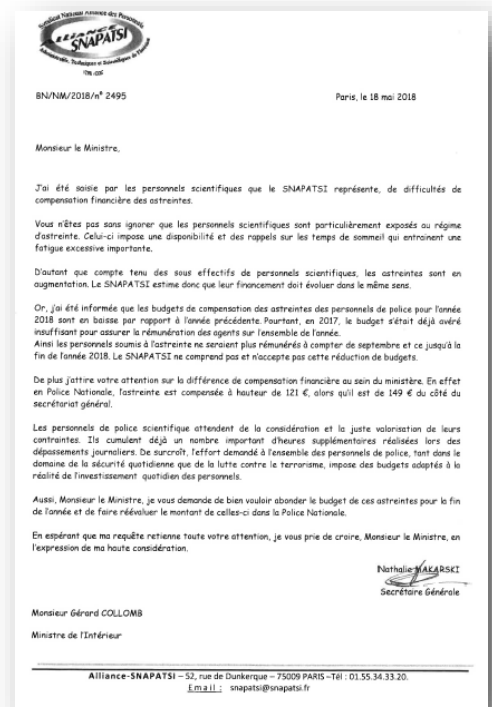 Syndicat National Alliance des Personnels
ALLIANCE
SNAPATSI
Administratifs, Techniques et Scientifiques de l'Intérieur
BN/NM/2018/n° 2495
Paris, le 18 mai 2018
Monsieur le Ministre,
J'ai été saisie par les personnels scientifiques que le SNAPATSI représente, de difficultés de
compensation financière des astreintes.
Vous n'êtes pas sans ignorer que les personnels scientifiques sont particulièrement exposés au régime
d'astreinte. Celui-ci impose une disponibilité et des rappels sur les temps de sommeil qui entrainent une
fatigue excessive importante.
D'autant que compte tenu des sous effectifs de personnels scientifiques, les astreintes sont en
augmentation. Le SNAPATSI estime donc que leur financement doit évoluer dans le même sens.
Or, j'ai été informée que les budgets de compensation des astreintes des personnels de police pour l'année
2018 sont en baisse par rapport à l'année précédente. Pourtant, en 2017, le budget s'était déjà avéré
insuffisant pour assurer la rémunération des agents sur l'ensemble de l'année.
Ainsi les personnels soumis à l'astreinte ne seraient plus rémunérés à compter de septembre et ce jusqu'à la
fin de l'année 2018. Le SNAPATSI ne comprend pas et n'accepte pas cette réduction de budgets.
De plus j'attire votre attention sur la différence de compensation financière au sein du ministère. En effet
en Police Nationale, l'astreinte est compensée à hauteur de 121 €, alors qu'il est de 149 € du côté du
secrétariat général.
Les personnels de police scientifique attendent de la considération et la juste valorisation de leurs
contraintes. Ils cumulent déjà un nombre important d'heures supplémentaires réalisées lors des
dépassements journaliers. De surcroît, l'effort demandé à l'ensemble des personnels de police, tant dans le
domaine de la sécurité quotidienne que de la lutte contre le terrorisme, impose des budgets adaptés à la
réalité de l'investissement quotidien des personnels.
Aussi, Monsieur le Ministre, je vous demande de bien vouloir abonder le budget de ces astreintes pour la fin
de l'année et de faire réévaluer le montant de celles-ci dans la Police Nationale.
En espérant que ma requête retienne toute votre attention, je vous prie de croire, Monsieur le Ministre, en
l'expression de ma haute considération.
Nathalie MAKARSKI
Secrétaire Générale
Monsieur Gérard COLLOMB
Ministre de l'Intérieur
Alliance-SNAPATSI – 52, rue de Dunkerque – 75009 PARIS –Tél : 01.55.34.33.20.
Email : snapatsi@snapatsi.fr